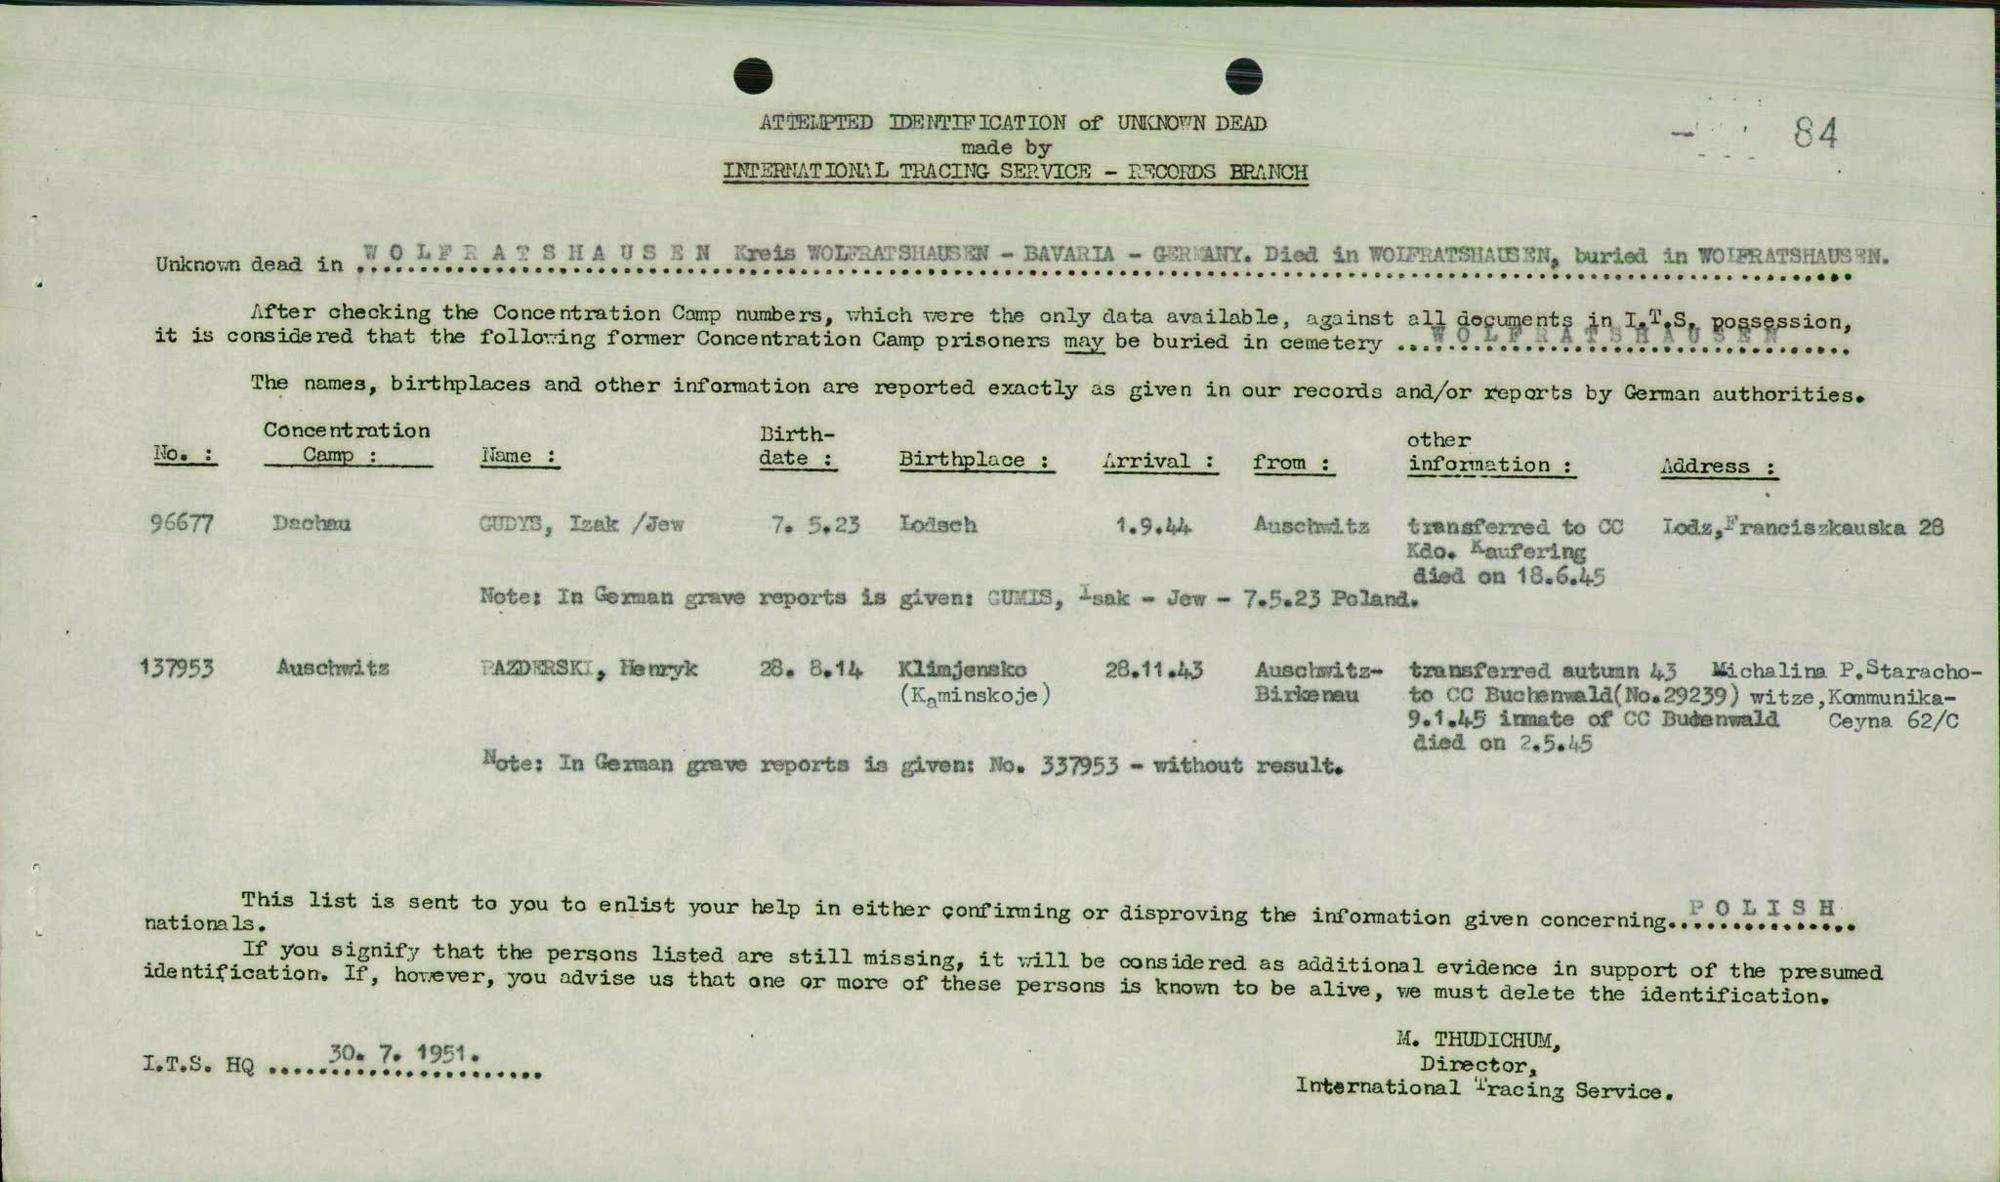 84
ATTEMPTED IDENTIFICATION of UNKNOWN DEAD
made by
INTERNATIONAL TRACING SERVICE - RECORDS BRANCH
Unknown dead in W O L F R A T S H A U S E N Kreis WOLFRATSHAUSEN - BAVARIA - GERMANY. Died in WOLFRATSHAUSEN, buried in WOLFRATSHAUSEN.
After checking the Concentration Camp numbers, which were the only data available, against all documents in I.T.S. possession,
it is considered that the following former Concentration Camp prisoners may be buried in cemetery ... W O L F R A T S H A U S E N
The names, birthplaces and other information are reported exactly as given in our records and/or reports by German authorities.
No. : Concentration Camp : Name : Birth-date : Birthplace : Arrival : from : other information : Address :
96677 Dachau GUDYS, Izak /Jew 7. 5.23 Lodsch 1.9.44 Auschwitz transferred to CC Lodz, Franciszkauska 28
Kdo. Kaufering
died on 18.6.45
Note: In German grave reports is given: GUMIS, Isak - Jew - 7.5.23 Poland.
137953 Auschwitz PAZDERSKI, Henryk 28. 8.14 Klimjensko 28.11.43 Auschwitz- transferred autumn 43 Michalina P.Staracho-
(Kaminskoje) Birkenau to CC Buchenwald(No.29239) witze,Kommunika-
9.1.45 inmate of CC Budenwald Ceyna 62/C
died on 2.5.45
Note: In German grave reports is given: No. 337953 - without result.
This list is sent to you to enlist your help in either confirming or disproving the information given concerning. P O L I S H
nationals.
If you signify that the persons listed are still missing, it will be considered as additional evidence in support of the presumed
identification. If, however, you advise us that one or more of these persons is known to be alive, we must delete the identification.
M. THUDICHUM,
Director,
International Tracing Service.
I.T.S. HQ 30. 7. 1951.